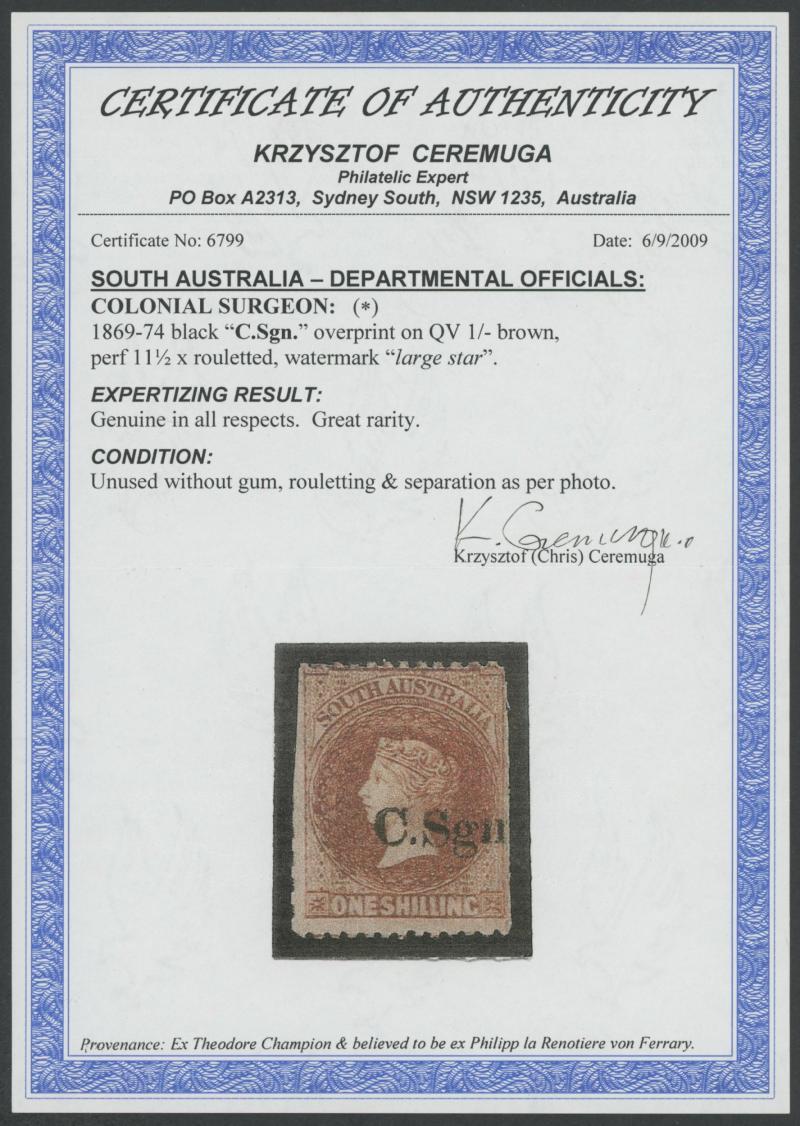 CERTIFICATE OF AUTHENTICITY
KRZYSZTOF CEREMUGA
Philatelic Expert
PO Box A2313, Sydney South, NSW 1235, Australia
Certificate No: 6799 Date: 6/9/2009
SOUTH AUSTRALIA – DEPARTMENTAL OFFICIALS:
COLONIAL SURGEON: (*)
1869-74 black “C.Sgn.” overprint on QV 1/- brown,
perf 11½ x rouletted, watermark “large star”.
EXPERTIZING RESULT:
Genuine in all respects. Great rarity.
CONDITION:
Unused without gum, rouletting & separation as per photo.
K. Ceremuga
Krzysztof (Chris) Ceremuga
SOUTH AUSTRALIA
C.Sgn
ONE SHILLING
Provenance: Ex Theodore Champion & believed to be ex Philipp la Renotiere von Ferrary.